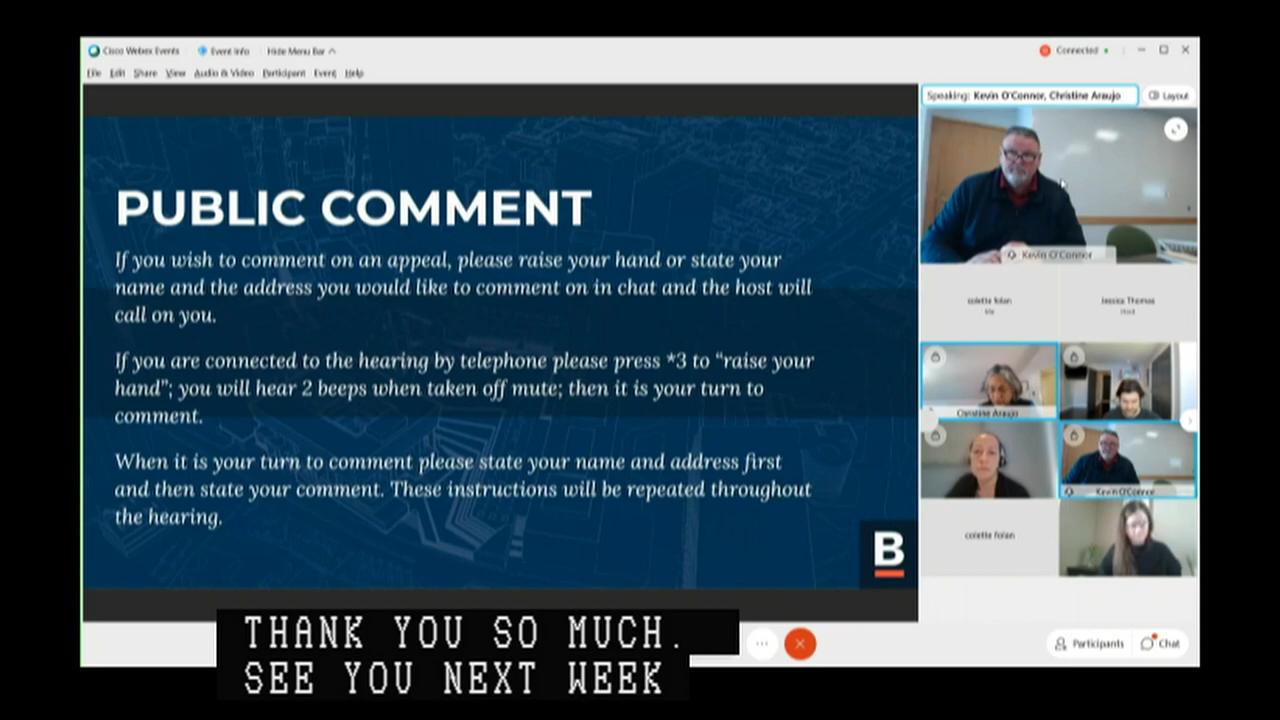 Cisco Webex Events
Event Info
Hide Menu Bar
Connected
File Edit Share View Audio & Video Participant Event Help
Speaking: Kevin O'Connor, Christine Araujo
Layout
PUBLIC COMMENT
If you wish to comment on an appeal, please raise your hand or state your
name and the address you would like to comment on in chat and the host will
call on you.
If you are connected to the hearing by telephone please press *3 to “raise your
hand”; you will hear 2 beeps when taken off mute; then it is your turn to
comment.
When it is your turn to comment please state your name and address first
and then state your comment. These instructions will be repeated throughout
the hearing.
B
Kevin O'Connor
colette folan
Me
Jessica Thomas
Host
Christine Araujo
Kevin O'Connor
colette folan
Participants
Chat
THANK YOU SO MUCH.
SEE YOU NEXT WEEK